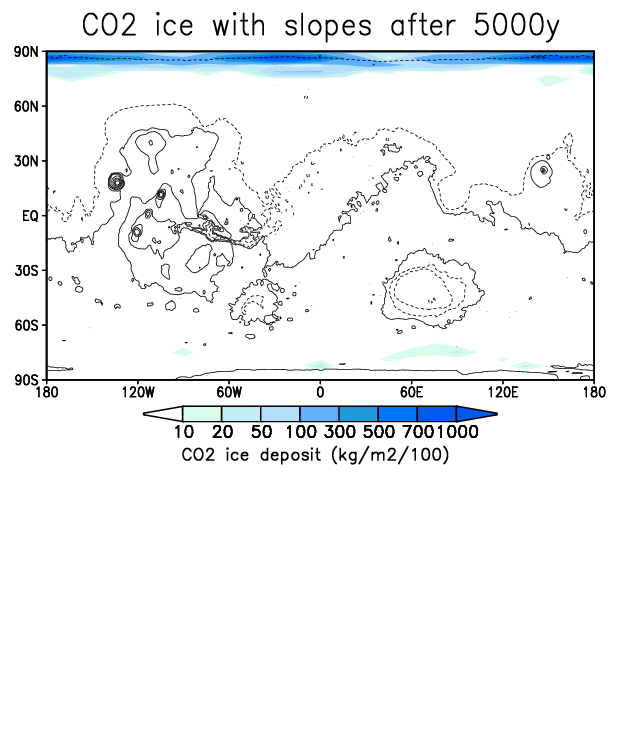 CO2 ice with slopes after 5000y
90N
60N
30N
EQ
30S
60S
90S
180 120W 60W 0 60E 120E 180
10 20 50 100 300 500 700 1000
CO2 ice deposit (kg/m2/100)